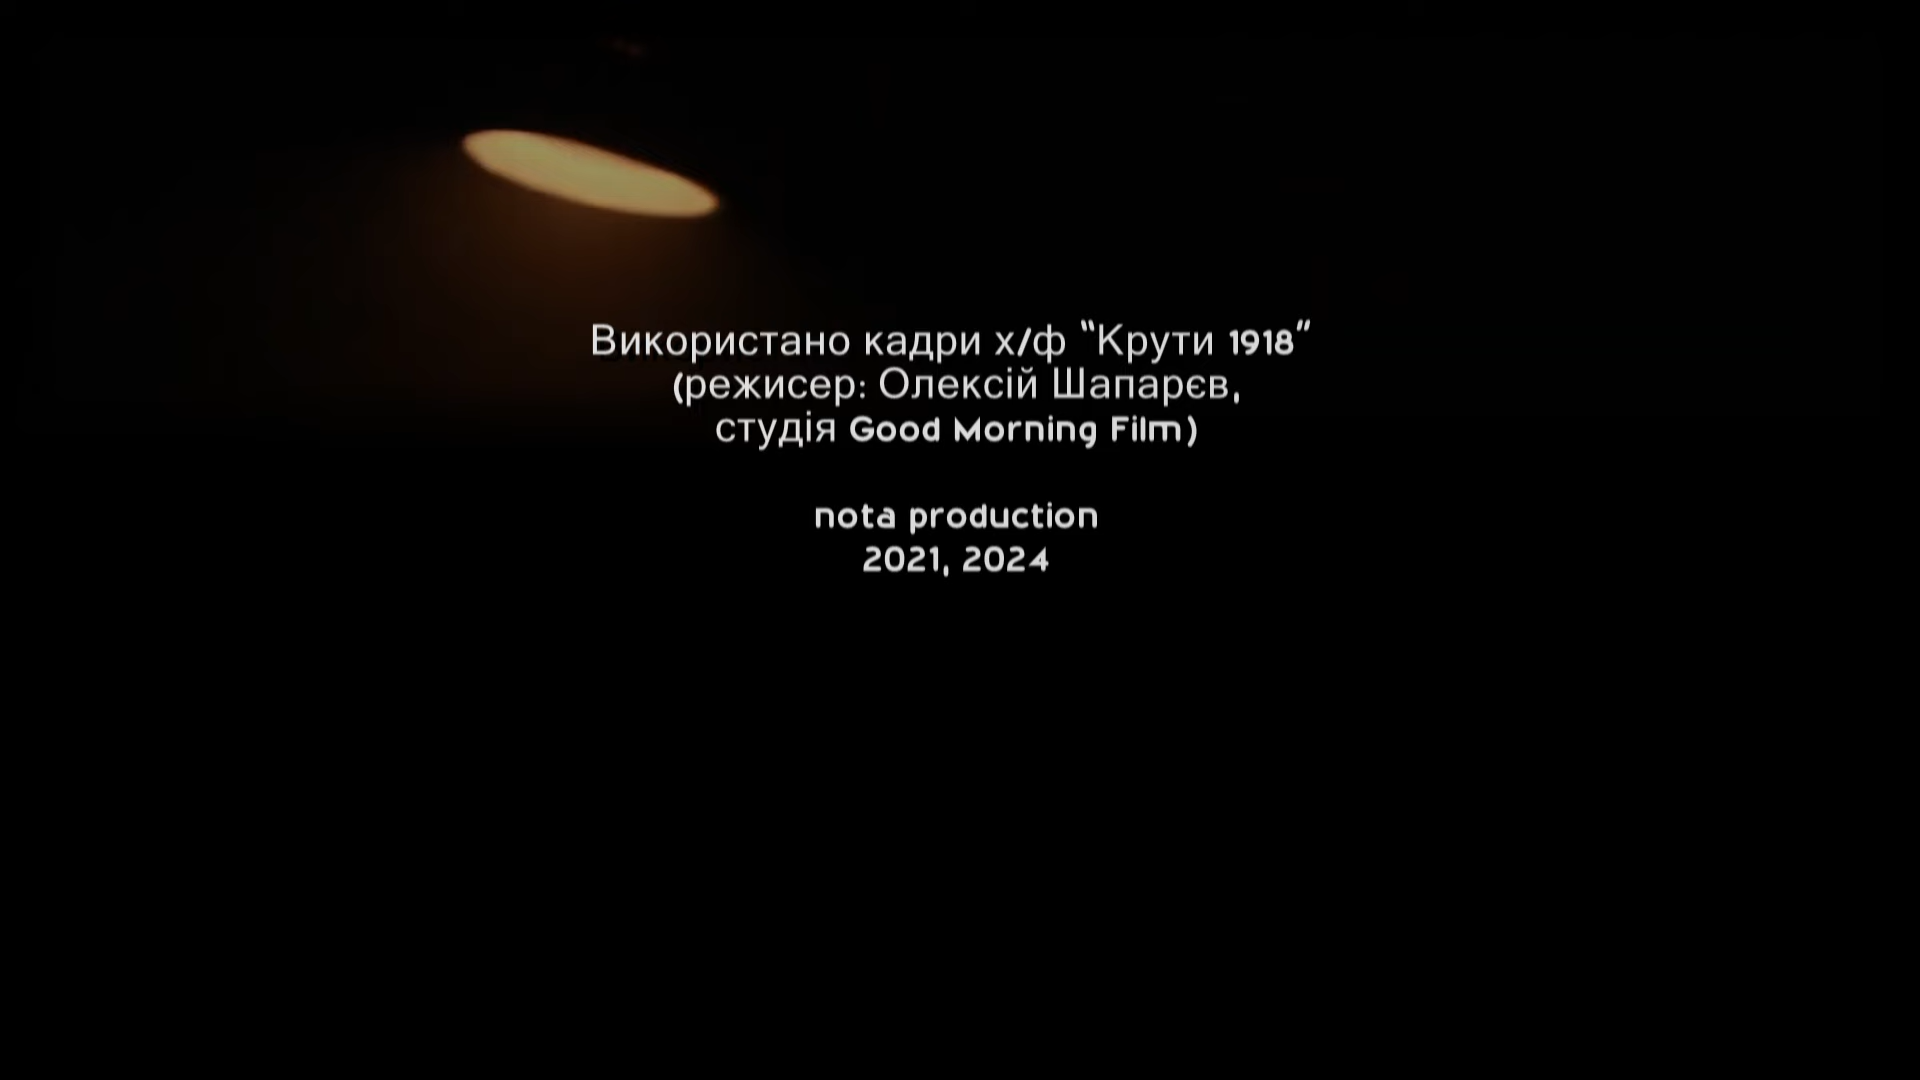 Використано кадри х/ф "Крути 1918"
(режисер: Олексій Шапарєв,
студія Good Morning Film)
nota production
2021, 2024